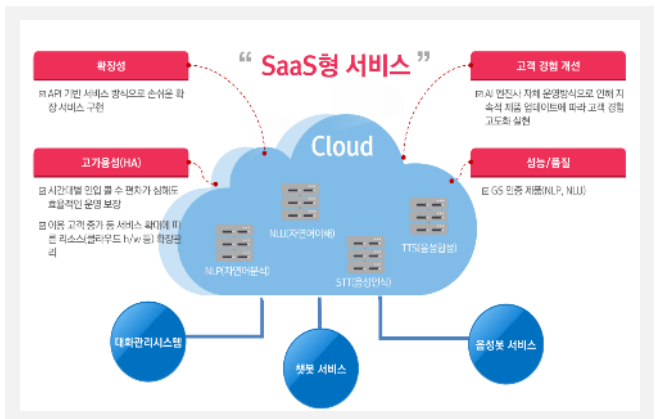 “ SaaS형 서비스 ”
확장성
☑ API 기반 서비스 방식으로 손쉬운 확
장 서비스 구현
고가용성(HA)
☑ 시간대별 인입 콜 수 편차가 심해도
효율적인 운영 보장
☑ 이용 고객 증가 등 서비스 확대에 따
른 리소스(클라우드 h/w 등) 확장관
리
고객 경험 개선
☑ AI 엔진사 자체 운영방식으로 인해 지
속적 제품 업데이트에 따라 고객 경험
고도화 실현
성능/품질
☑ GS 인증 제품(NLP, NLU)
Cloud
NLU(자연어이해)
TTS(음성합성)
NLP(자연어분석)
STT(음성인식)
대화관리시스템
챗봇 서비스
음성봇 서비스